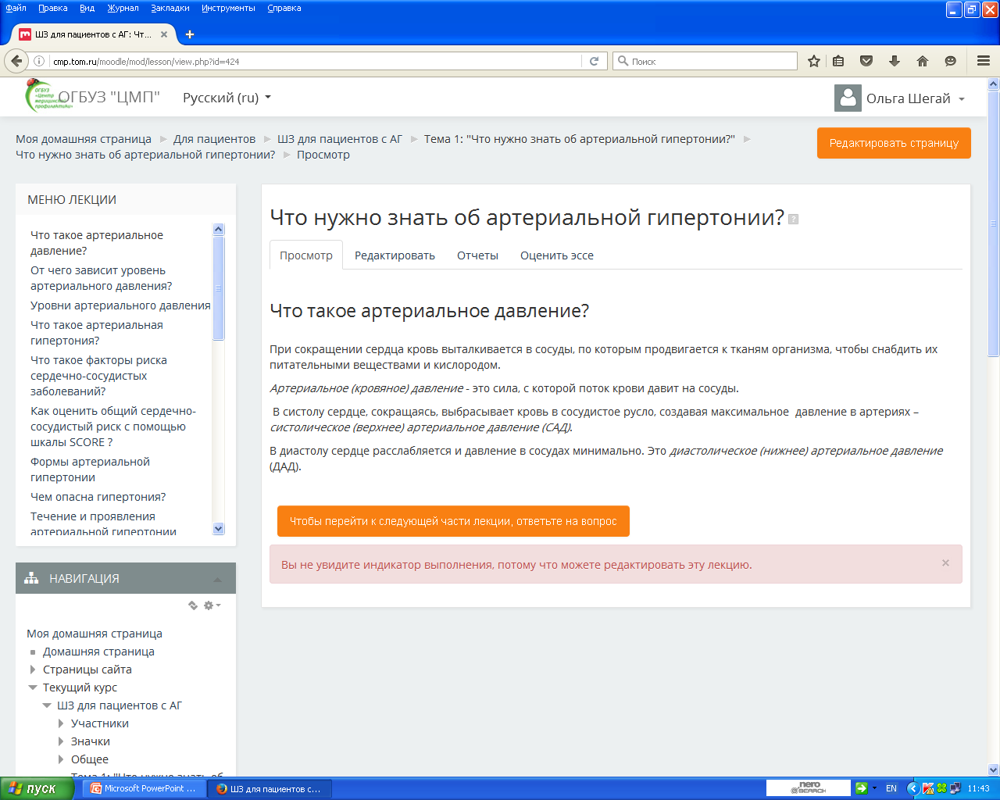 Файл Правка Вид Журнал Закладки Инструменты Справка
ШЗ для пациентов с АГ: Чт...
cmp.tom.ru/moodle/mod/lesson/view.php?id=424
Поиск
ОГБУЗ "ЦМП"
Русский (ru)
Ольга Шегай
Моя домашняя страница Для пациентов ШЗ для пациентов с АГ Тема 1: "Что нужно знать об артериальной гипертонии?"
Что нужно знать об артериальной гипертонии? Просмотр
Редактировать страницу
МЕНЮ ЛЕКЦИИ
Что такое артериальное
давление?
От чего зависит уровень
артериального давления?
Уровни артериального давления
Что такое артериальная
гипертония?
Что такое факторы риска
сердечно-сосудистых
заболеваний?
Как оценить общий сердечно-
сосудистый риск с помощью
шкалы SCORE ?
Формы артериальной
гипертонии
Чем опасна гипертония?
Течение и проявления
артериальной гипертонии
НАВИГАЦИЯ
Моя домашняя страница
Домашняя страница
Страницы сайта
Текущий курс
ШЗ для пациентов с АГ
Участники
Значки
Общее
Тема 1: "Что нужно знать об
Что нужно знать об артериальной гипертонии?
Просмотр Редактировать Отчеты Оценить эссе
Что такое артериальное давление?
При сокращении сердца кровь выталкивается в сосуды, по которым продвигается к тканям организма, чтобы снабдить их
питательными веществами и кислородом.
Артериальное (кровяное) давление - это сила, с которой поток крови давит на сосуды.
В систолу сердце, сокращаясь, выбрасывает кровь в сосудистое русло, создавая максимальное давление в артериях –
систолическое (верхнее) артериальное давление (САД).
В диастолу сердце расслабляется и давление в сосудах минимально. Это диастолическое (нижнее) артериальное давление
(ДАД).
Чтобы перейти к следующей части лекции, ответьте на вопрос
Вы не увидите индикатор выполнения, потому что можете редактировать эту лекцию.
пуск
Microsoft PowerPoint ...
ШЗ для пациентов с...
nero
SEARCH
EN
11:43